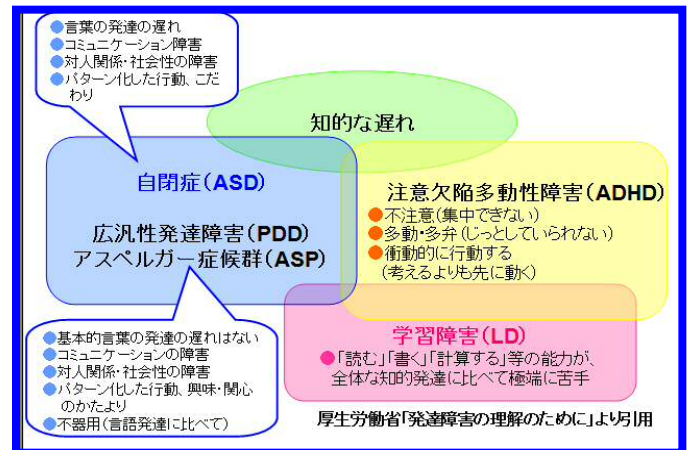 ●言葉の発達の遅れ
●コミュニケーション障害
●対人関係・社会性の障害
●パターン化した行動、こだ
わり
知的な遅れ
自閉症(ASD)
広汎性発達障害(PDD)
アスペルガー症候群(ASP)
注意欠陥多動性障害(ADHD)
●不注意(集中できない)
●多動・多弁(じっとしていられない)
●衝動的に行動する
(考えるよりも先に動く)
●基本的言葉の発達の遅れはない
●コミュニケーションの障害
●対人関係・社会性の障害
●パターン化した行動、興味・関心
のかたより
●不器用(言語発達に比べて)
学習障害(LD)
●「読む」「書く」「計算する」等の能力が、
全体な知的発達に比べて極端に苦手
厚生労働省「発達障害の理解のために」より引用